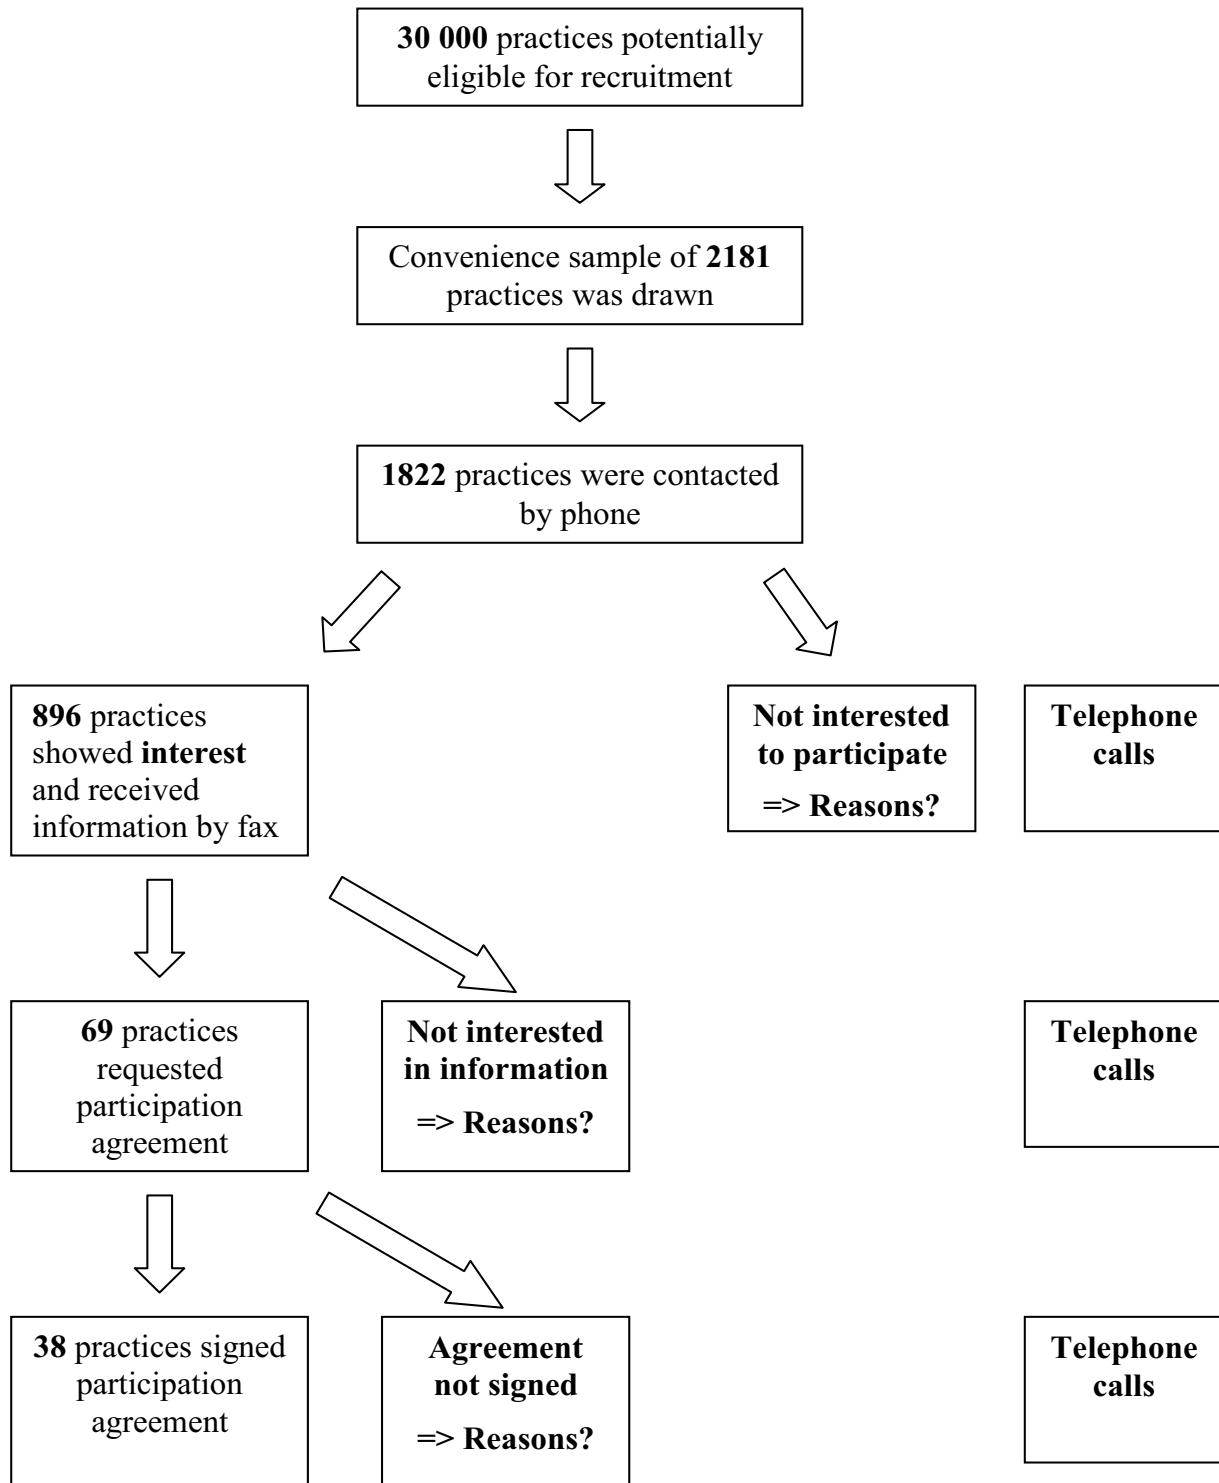 30 000 practices potentially
eligible for recruitment
Convenience sample of 2181
practices was drawn
1822 practices were contacted
by phone
896 practices
showed interest
and received
information by fax
Not interested
to participate
=> Reasons?
Telephone
calls
69 practices
requested
participation
agreement
Not interested
in information
=> Reasons?
Telephone
calls
38 practices signed
participation
agreement
Agreement
not signed
=> Reasons?
Telephone
calls